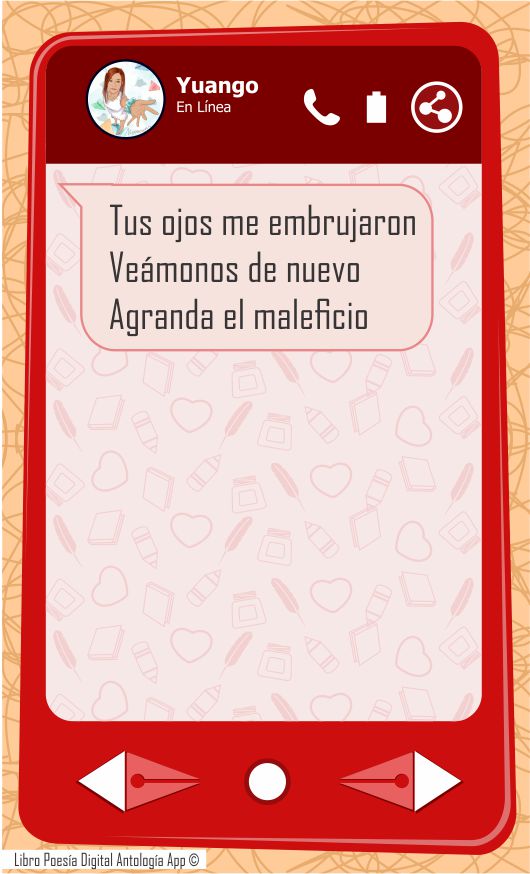 Yuango
En Línea
Tus ojos me embrujaron
Veámonos de nuevo
Agranda el maleficio
Libro Poesía Digital Antología App ©